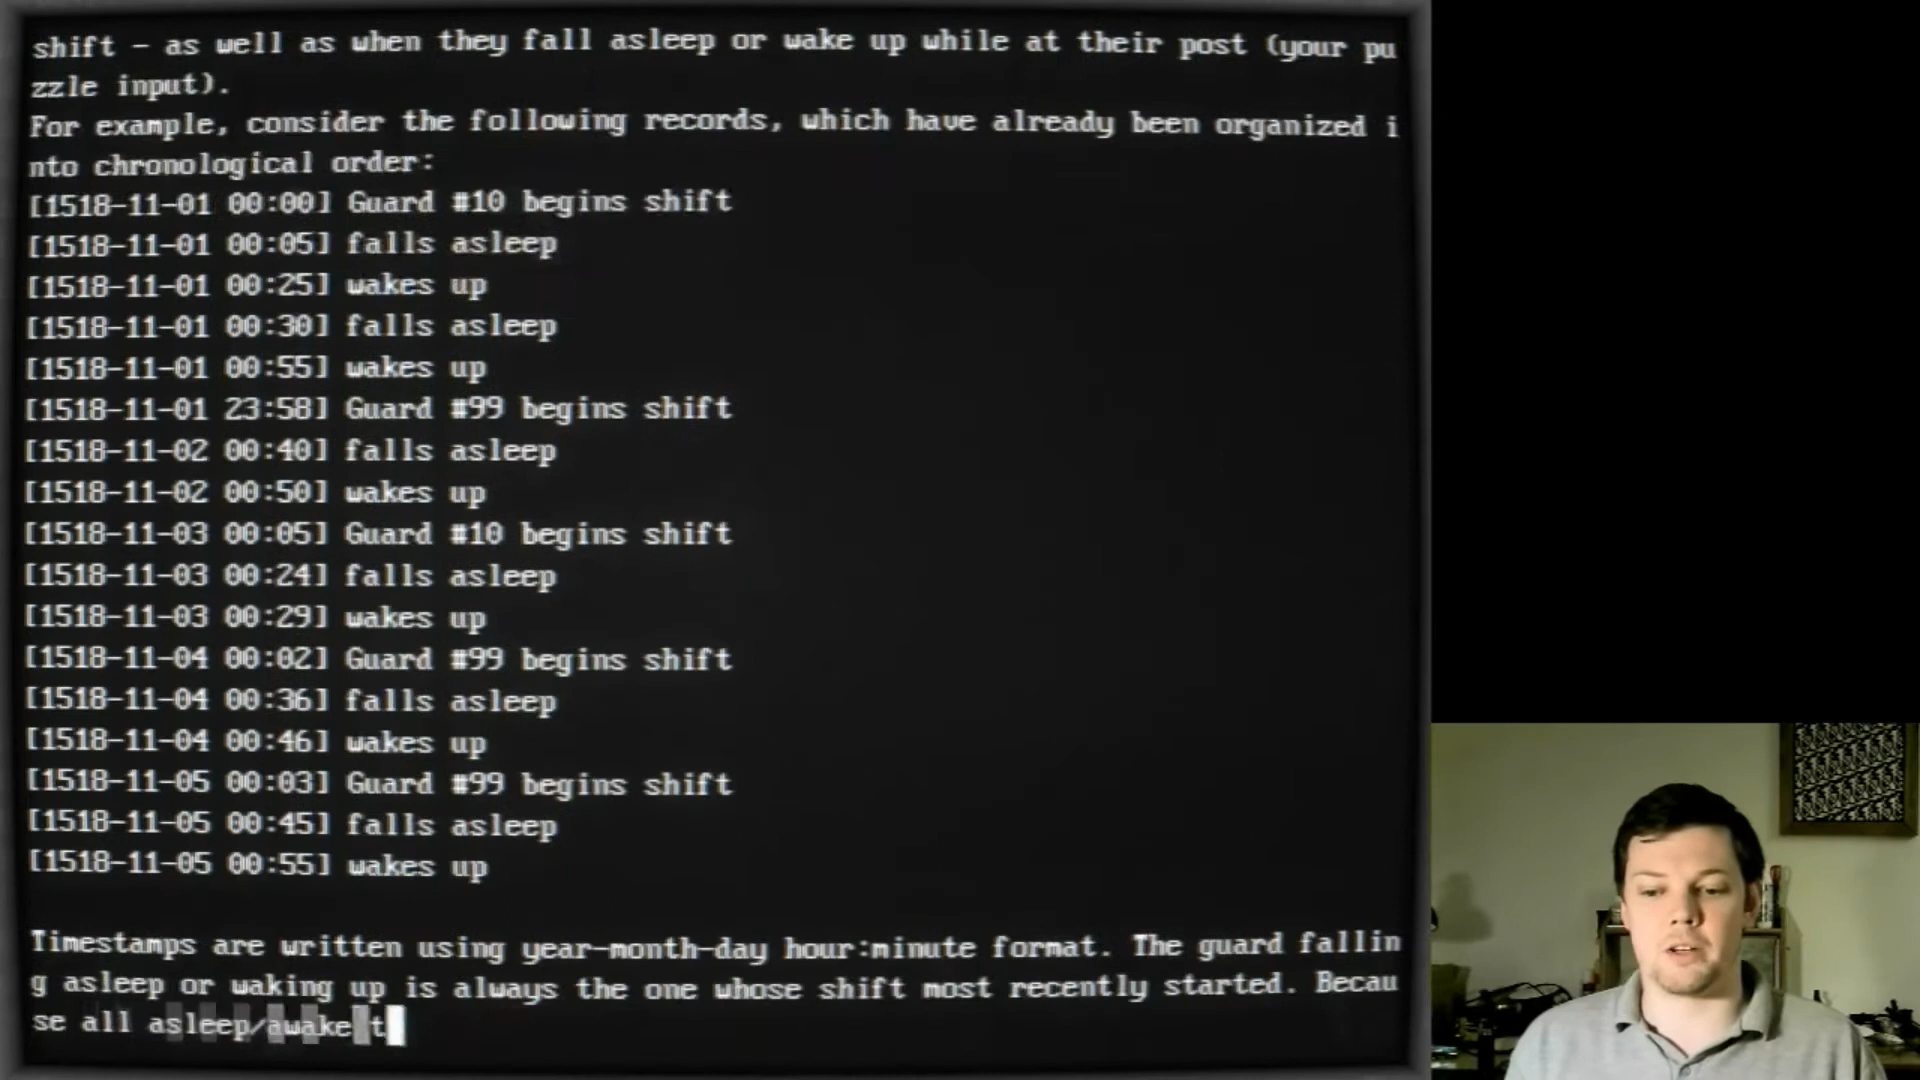 shift - as well as when they fall asleep or wake up while at their post (your pu
zzle input).
For example, consider the following records, which have already been organized i
nto chronological order:
[1518-11-01 00:00] Guard #10 begins shift
[1518-11-01 00:05] falls asleep
[1518-11-01 00:25] wakes up
[1518-11-01 00:30] falls asleep
[1518-11-01 00:55] wakes up
[1518-11-01 23:58] Guard #99 begins shift
[1518-11-02 00:40] falls asleep
[1518-11-02 00:50] wakes up
[1518-11-03 00:05] Guard #10 begins shift
[1518-11-03 00:24] falls asleep
[1518-11-03 00:29] wakes up
[1518-11-04 00:02] Guard #99 begins shift
[1518-11-04 00:36] falls asleep
[1518-11-04 00:46] wakes up
[1518-11-05 00:03] Guard #99 begins shift
[1518-11-05 00:45] falls asleep
[1518-11-05 00:55] wakes up
Timestamps are written using year-month-day hour:minute format. The guard fallin
g asleep or waking up is always the one whose shift most recently started. Becau
se all asleep/awake t